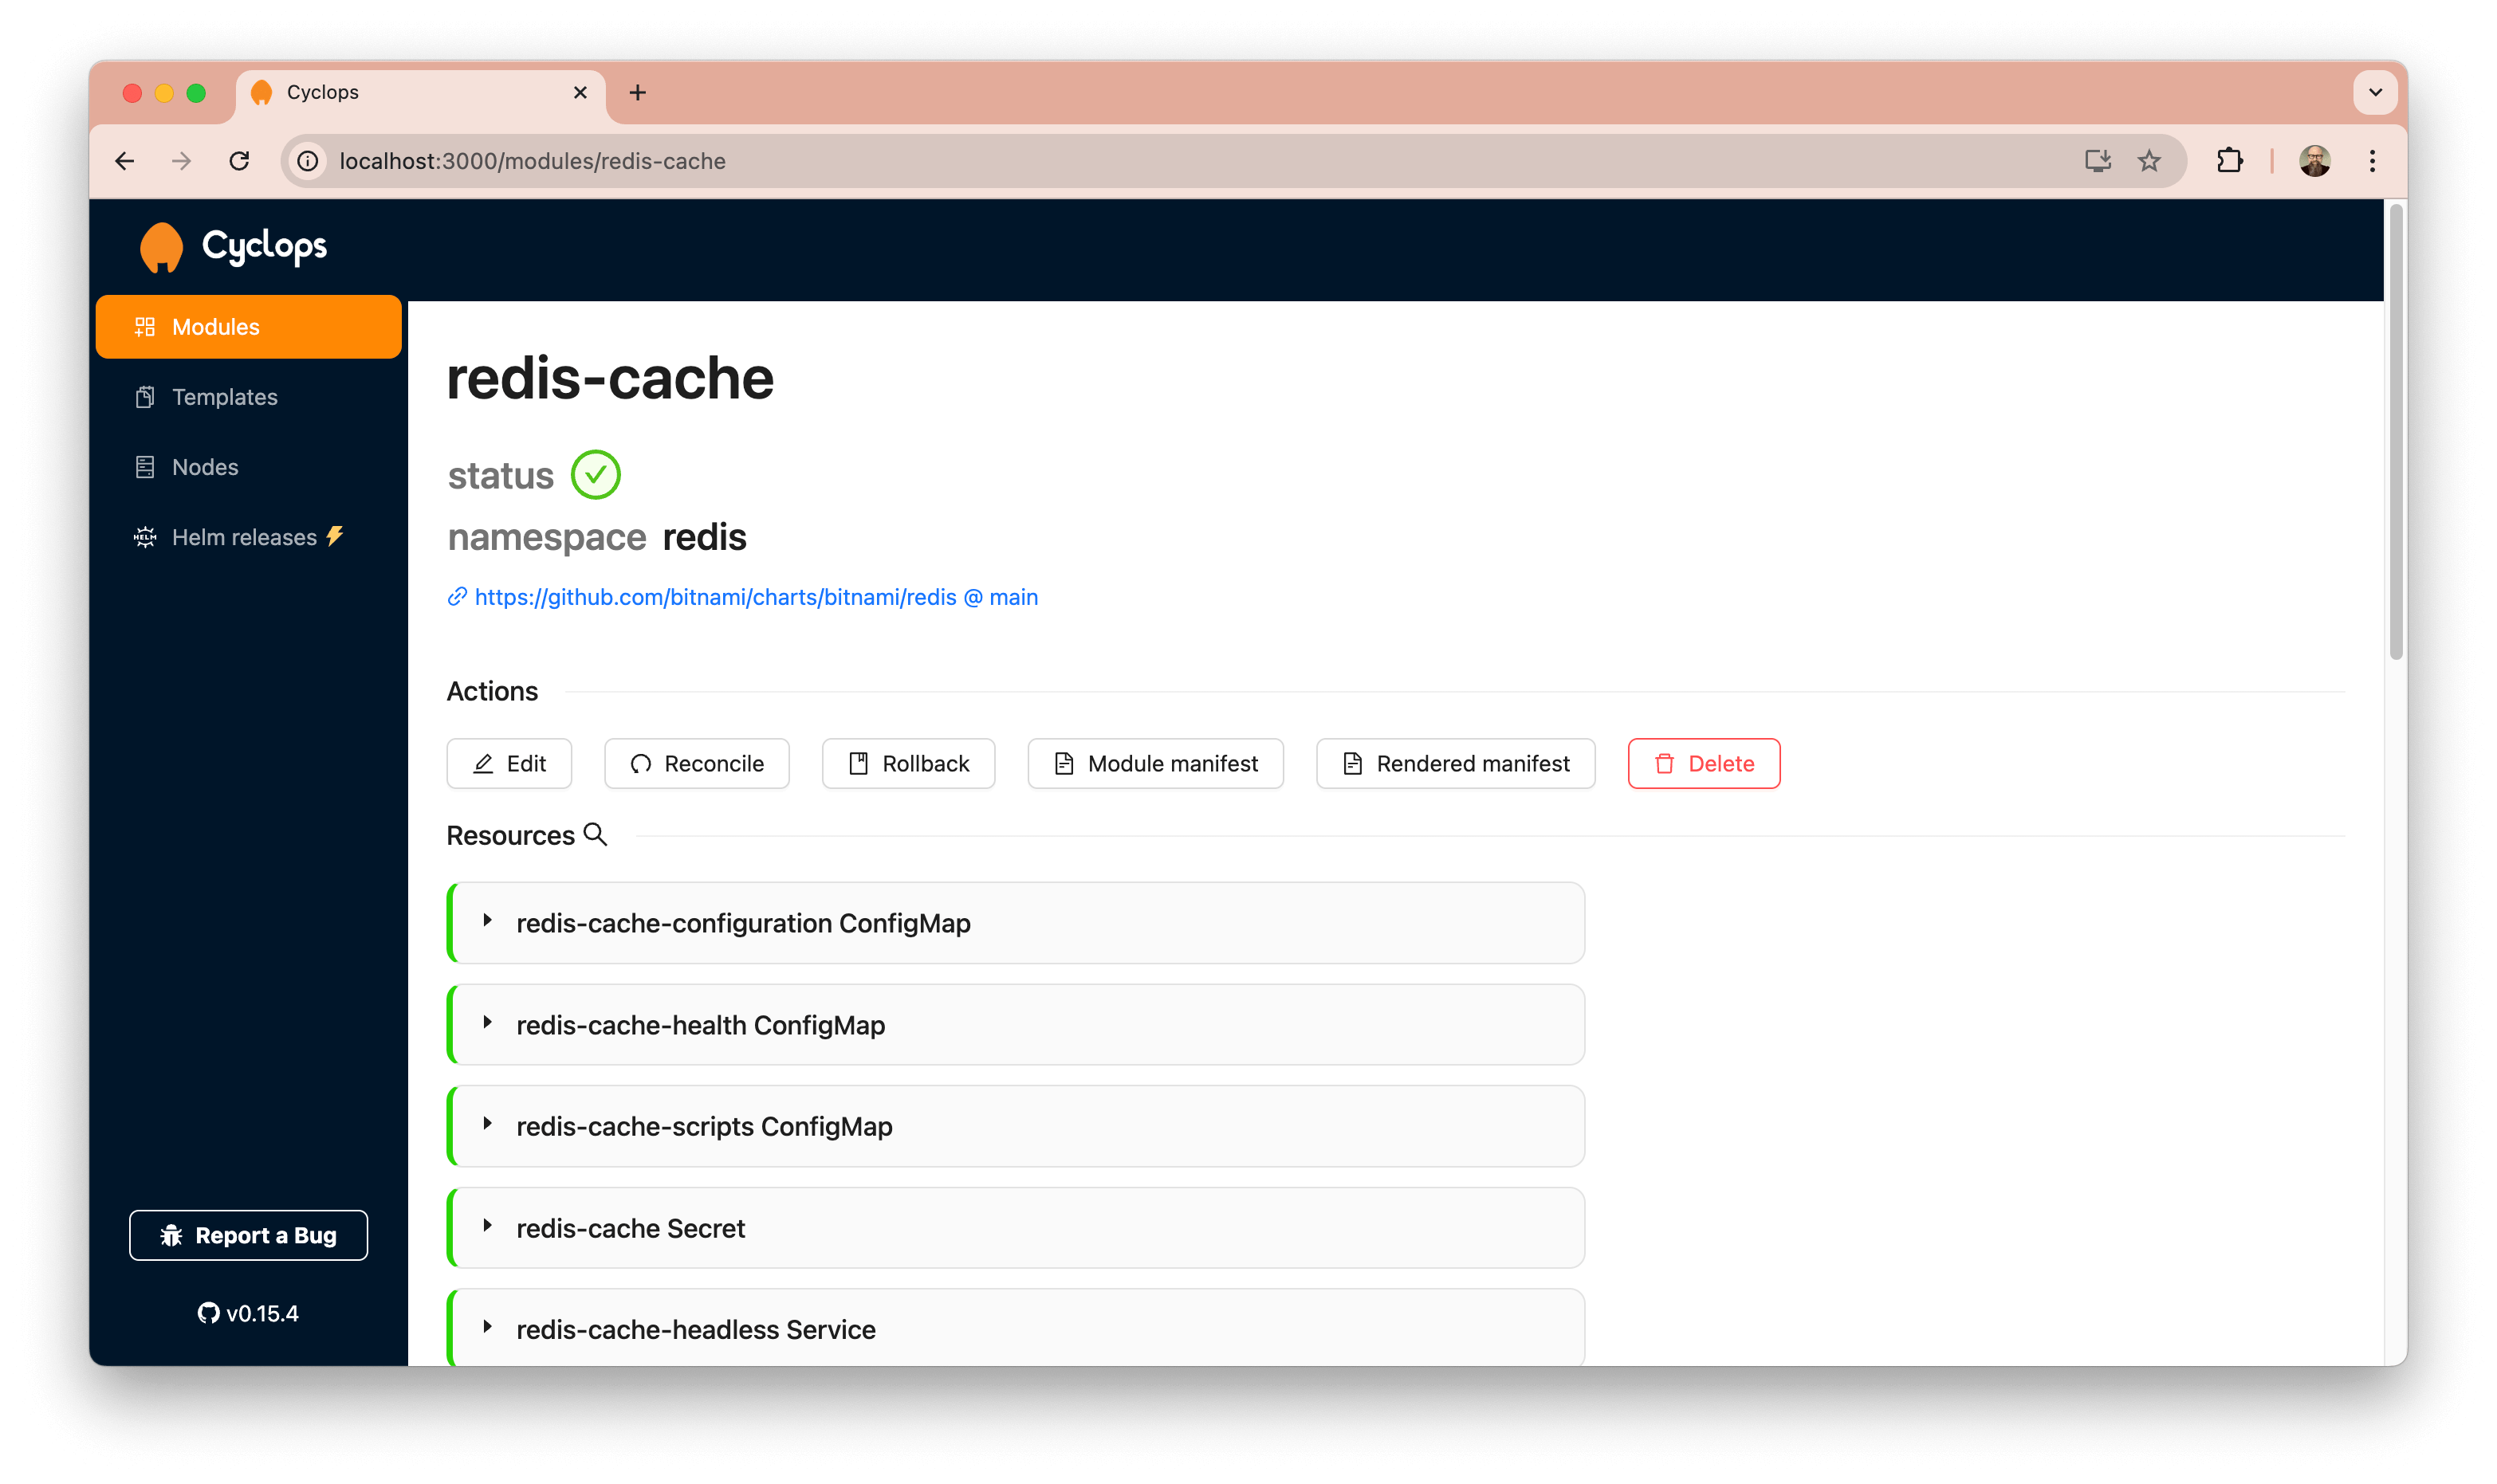 Cyclops
localhost:3000/modules/redis-cache
Cyclops
Modules
Templates
Nodes
HELM Helm releases
Report a Bug
v0.15.4
redis-cache
status
namespace redis
https://github.com/bitnami/charts/bitnami/redis @ main
Actions
Edit Reconcile Rollback Module manifest Rendered manifest Delete
Resources
redis-cache-configuration ConfigMap
redis-cache-health ConfigMap
redis-cache-scripts ConfigMap
redis-cache Secret
redis-cache-headless Service